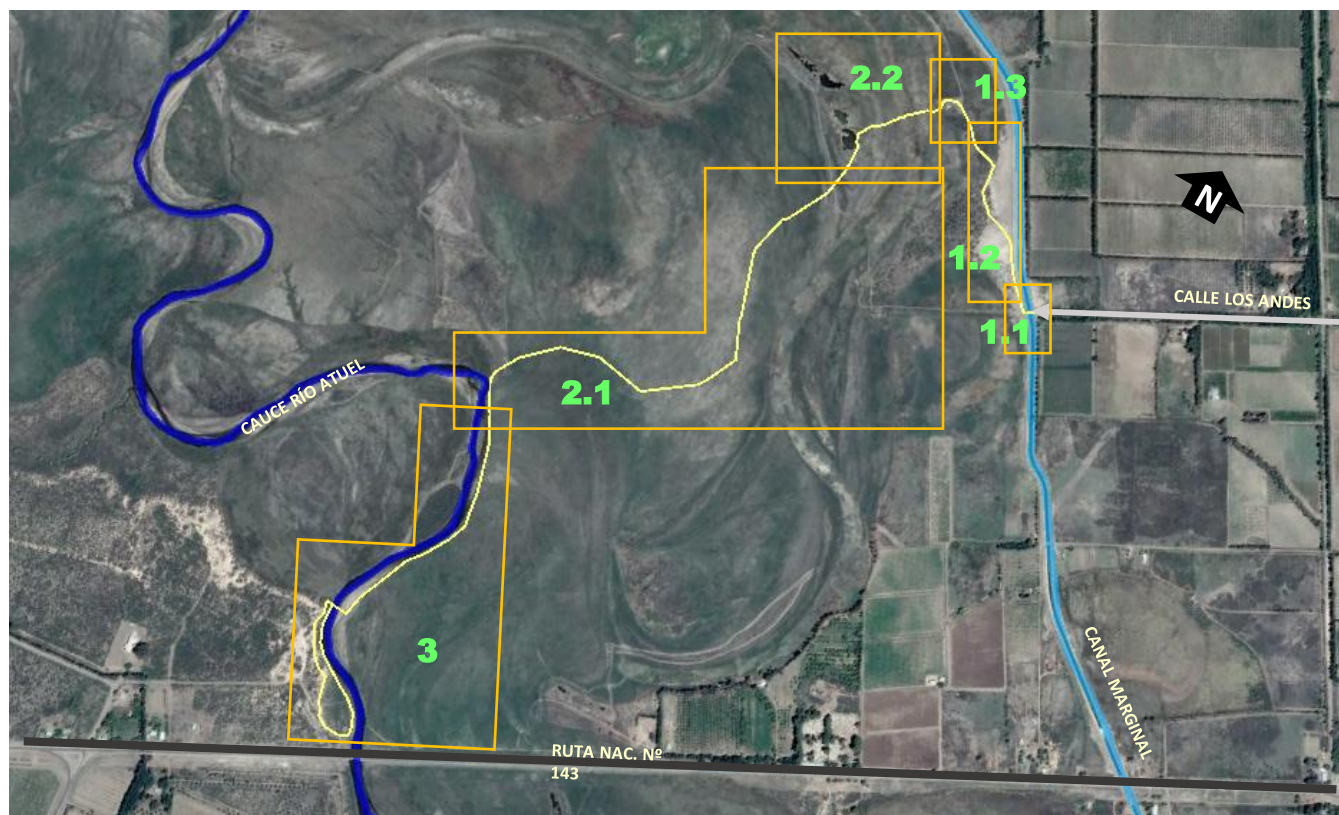 2.2
1.3
N
1.2
CALLE LOS ANDES
1.1
2.1
CAUCE RÍO ATUEL
3
CANAL MARGINAL
RUTA NAC. Nº
143